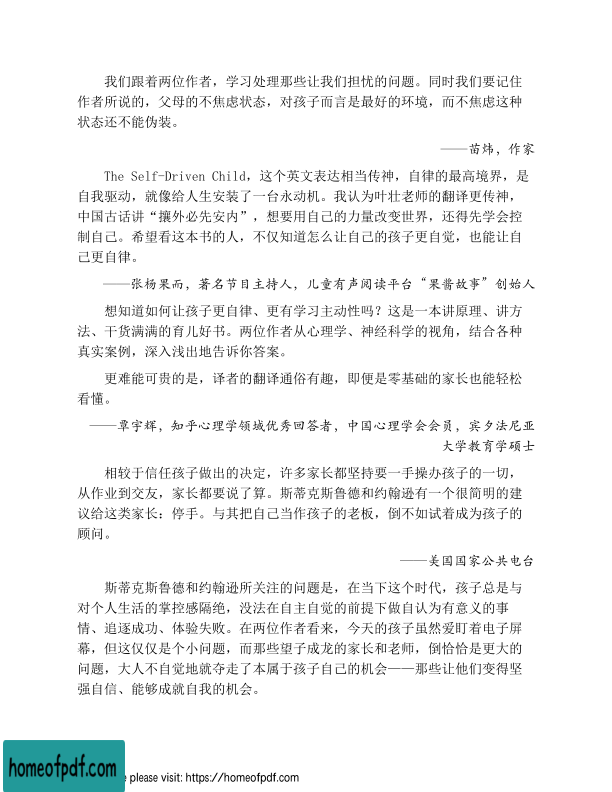 我们跟着两位作者，学习处理那些让我们担忧的问题。同时我们要记住
作者所说的，父母的不焦虑状态，对孩子而言是最好的环境，而不焦虑这种
状态还不能伪装。
——苗炜，作家
The Self-Driven Child，这个英文表达相当传神，自律的最高境界，是
自我驱动，就像给人生安装了一台永动机。我认为叶壮老师的翻译更传神，
中国古话讲“攘外必先安内”，想要用自己的力量改变世界，还得先学会控
制自己。希望看这本书的人，不仅知道怎么让自己的孩子更自觉，也能让自
己更自律。
——张杨果而，著名节目主持人，儿童有声阅读平台“果酱故事”创始人
想知道如何让孩子更自律、更有学习主动性吗？这是一本讲原理、讲方
法、干货满满的育儿好书。两位作者从心理学、神经科学的视角，结合各种
真实案例，深入浅出地告诉你答案。
更难能可贵的是，译者的翻译通俗有趣，即便是零基础的家长也能轻松
看懂。
——覃宇辉，知乎心理学领域优秀回答者，中国心理学会会员，宾夕法尼亚
大学教育学硕士
相较于信任孩子做出的决定，许多家长都坚持要一手操办孩子的一切，
从作业到交友，家长都要说了算。斯蒂克斯鲁德和约翰逊有一个很简明的建
议给这类家长：停手。与其把自己当作孩子的老板，倒不如试着成为孩子的
顾问。
——美国国家公共电台
斯蒂克斯鲁德和约翰逊所关注的问题是，在当下这个时代，孩子总是与
对个人生活的掌控感隔绝，没法在自主自觉的前提下做自认为有意义的事
情、追逐成功、体验失败。在两位作者看来，今天的孩子虽然爱盯着电子屏
幕，但这仅仅是个小问题，而那些望子成龙的家长和老师，倒恰恰是更大的
问题，大人不自觉地就夺走了本属于孩子自己的机会——那些让他们变得坚
强自信、能够成就自我的机会。
homeofpdf.com
please visit: https://homeofpdf.com